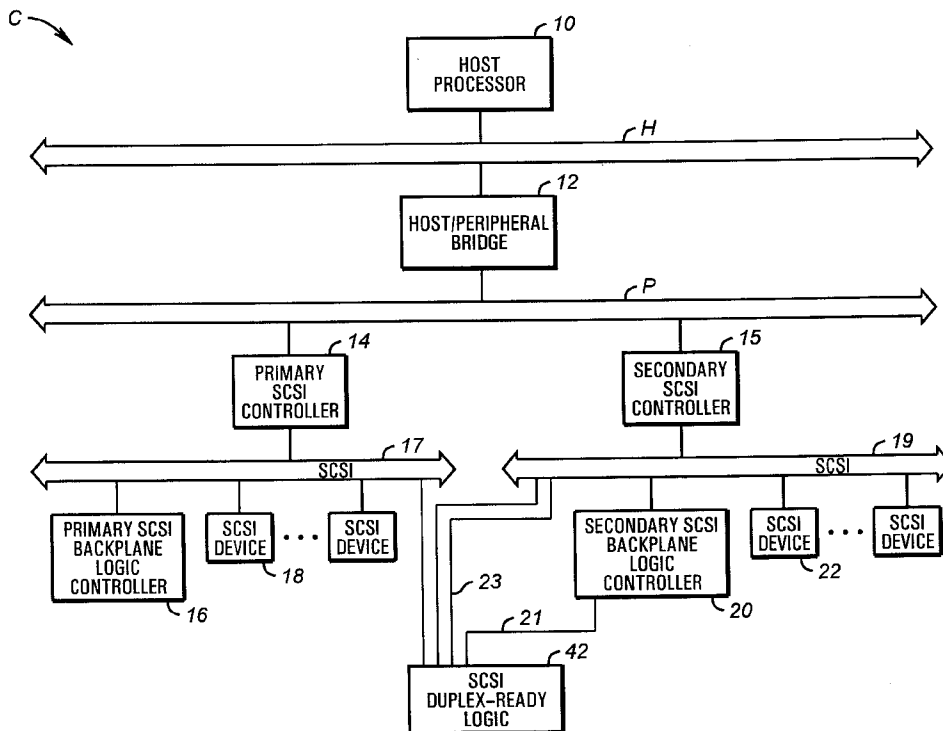 C
10
HOST
PROCESSOR
H
12
HOST/PERIPHERAL
BRIDGE
P
14
15
PRIMARY
SCSI
CONTROLLER
SECONDARY
SCSI
CONTROLLER
17
19
SCSI
SCSI
PRIMARY SCSI
BACKPLANE
LOGIC
CONTROLLER
16
SCSI
DEVICE
18
SCSI
DEVICE
23
SECONDARY SCSI
BACKPLANE
LOGIC
CONTROLLER
20
SCSI
DEVICE
22
SCSI
DEVICE
21
42
SCSI
DUPLEX-READY
LOGIC